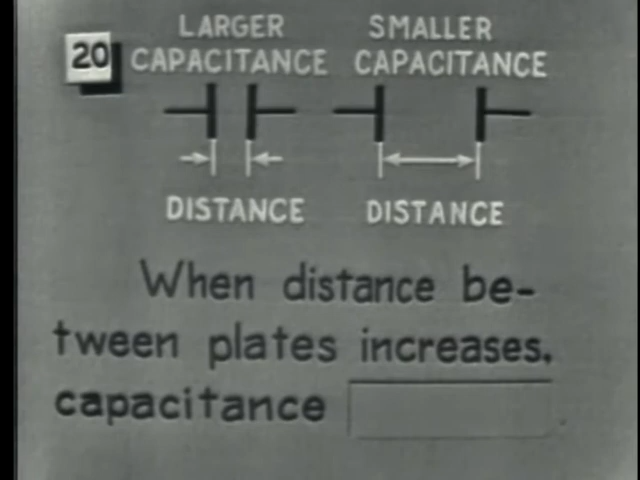 20
LARGER CAPACITANCE
SMALLER CAPACITANCE
DISTANCE
DISTANCE
When distance be-
tween plates increases,
capacitance